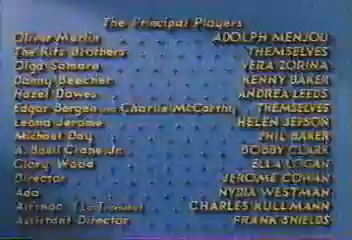 The Principal Players
Oliver Merlin ADOLPH MENJOU
The Ritz Brothers THEMSELVES
Olga Samara VERA ZORINA
Danny Beecher KENNY BAKER
Hazel Dawes ANDREA LEEDS
Edgar Bergen and Charlie McCarthy THEMSELVES
Leona Jerome HELEN JEPSON
Michael Day PHIL BAKER
A. Basil Crane, Jr. BOBBY CLARK
Glory Wood ELLA LOGAN
Director JEROME COWAN
Ada NYDIA WESTMAN
Alfredo (La Traviata) CHARLES KULLMANN
Assistant Director FRANK SHIELDS